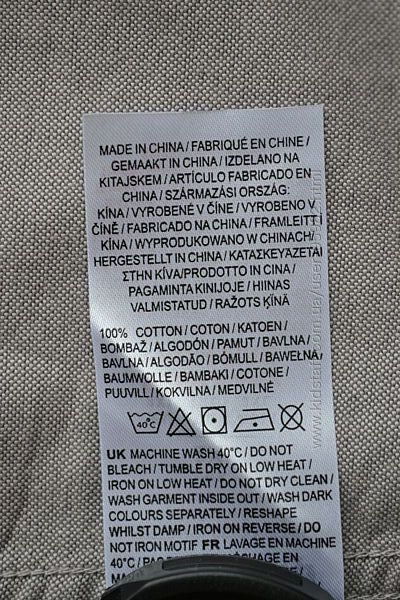 MADE IN CHINA / FABRIQUÉ EN CHINE /
GEMAAKT IN CHINA / IZDELANO NA
KITAJSKEM / ARTÍCULO FABRICADO EN
CHINA / SZÁRMAZÁSI ORSZÁG:
KÍNA / VYROBENÉ V ČÍNE / VYROBENO V
ČÍNĚ / FABRICADO NA CHINA / FRAMLEITT Í
KÍNA / WYPRODUKOWANO W CHINACH /
HERGESTELLT IN CHINA / ΚΑΤΑΣΚΕΥΑΖΕΤΑΙ
ΣΤΗΝ ΚΙΝΑ/PRODOTTO IN CINA /
PAGAMINTA KINIJOJE / HIINAS
VALMISTATUD / RAŽOTS ĶĪNĀ
100% COTTON / COTON / KATOEN /
BOMBAŽ / ALGODÓN / PAMUT / BAVLNA /
BAVLNA / ALGODÃO / BÓMULL / BAWEŁNA /
BAUMWOLLE / BAMBAKI / COTONE /
PUUVILL / KOKVILNA / MEDVILNĖ
40°C
UK MACHINE WASH 40°C / DO NOT
BLEACH / TUMBLE DRY ON LOW HEAT /
IRON ON LOW HEAT / DO NOT DRY CLEAN /
WASH GARMENT INSIDE OUT / WASH DARK
COLOURS SEPARATELY / RESHAPE
WHILST DAMP / IRON ON REVERSE / DO
NOT IRON MOTIF FR LAVAGE EN MACHINE
40°C /